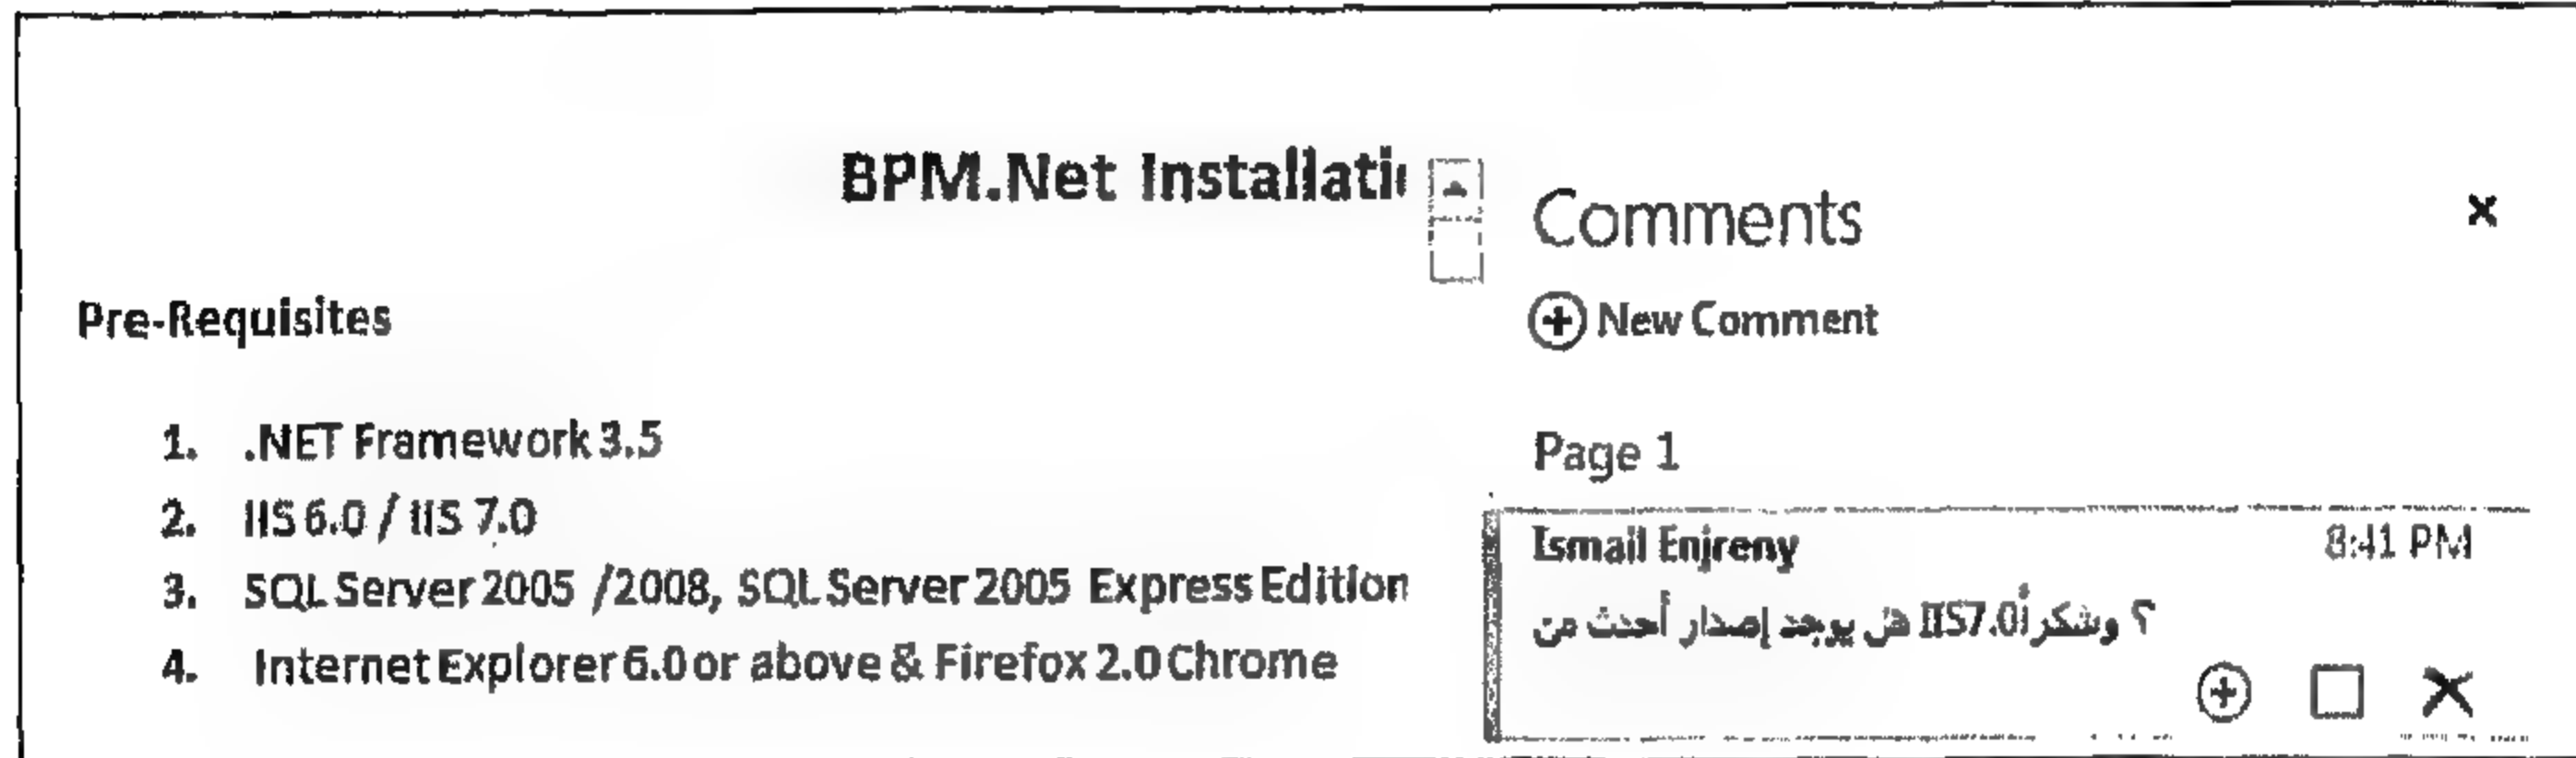 BPM.Net Installati
Pre-Requisites
1. .NET Framework 3.5
2. IIS 6.0 / IIS 7.0
3. SQL Server 2005 /2008, SQL Server 2005 Express Edition
4. Internet Explorer 6.0 or above & Firefox 2.0 Chrome
Comments
New Comment
Page 1
Ismail Enjreny 8:41 PM
هل يوجد إصدار أحدث من IIS7.0؟ وشكرأ